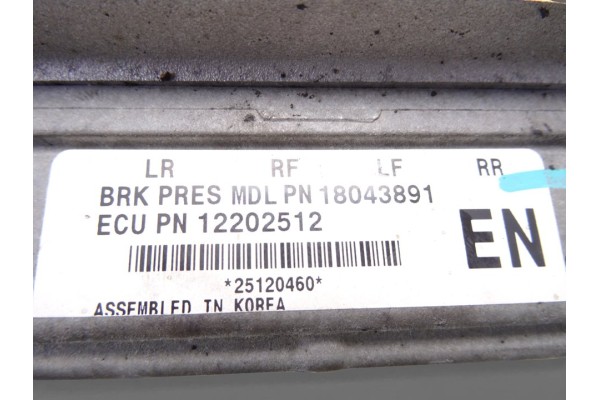 LR RF LF RR
BRK PRES MDL PN 18043891
ECU PN 12202512
EN
*25120460*
ASSEMBLED IN KOREA